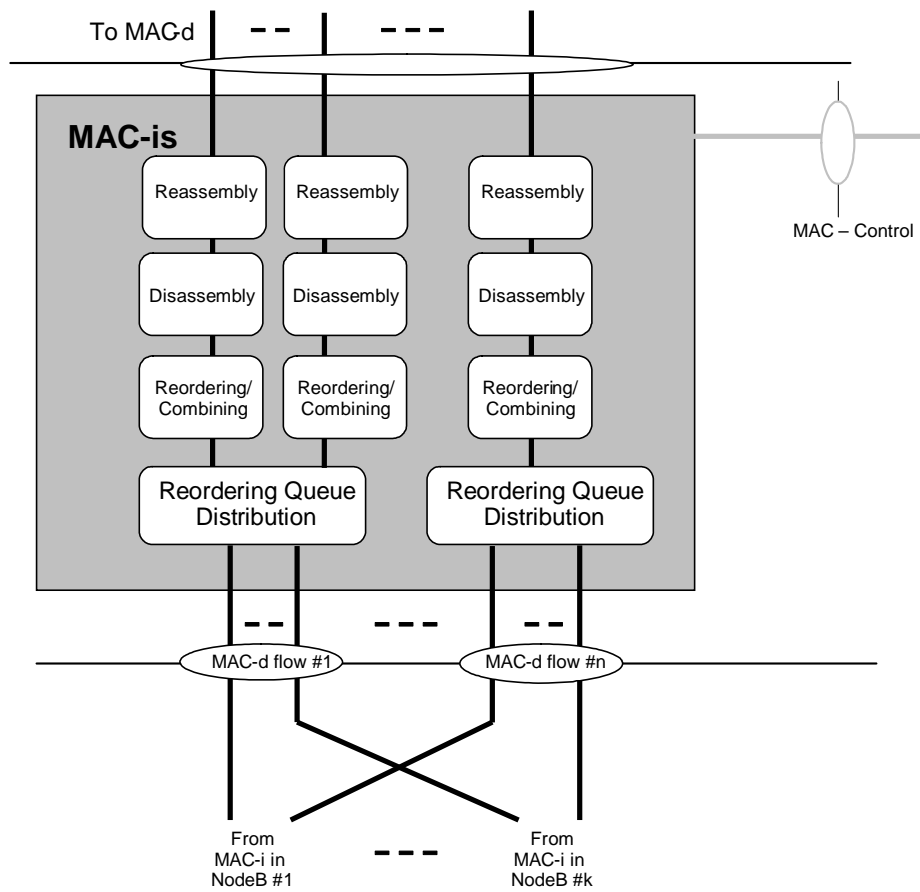 To MAC-d
MAC-is
Reassembly
Reassembly
Reassembly
MAC – Control
Disassembly
Disassembly
Disassembly
Reordering/
Combining
Reordering/
Combining
Reordering/
Combining
Reordering Queue
Distribution
Reordering Queue
Distribution
MAC-d flow #1
MAC-d flow #n
From
MAC-i in
NodeB #1
From
MAC-i in
NodeB #k